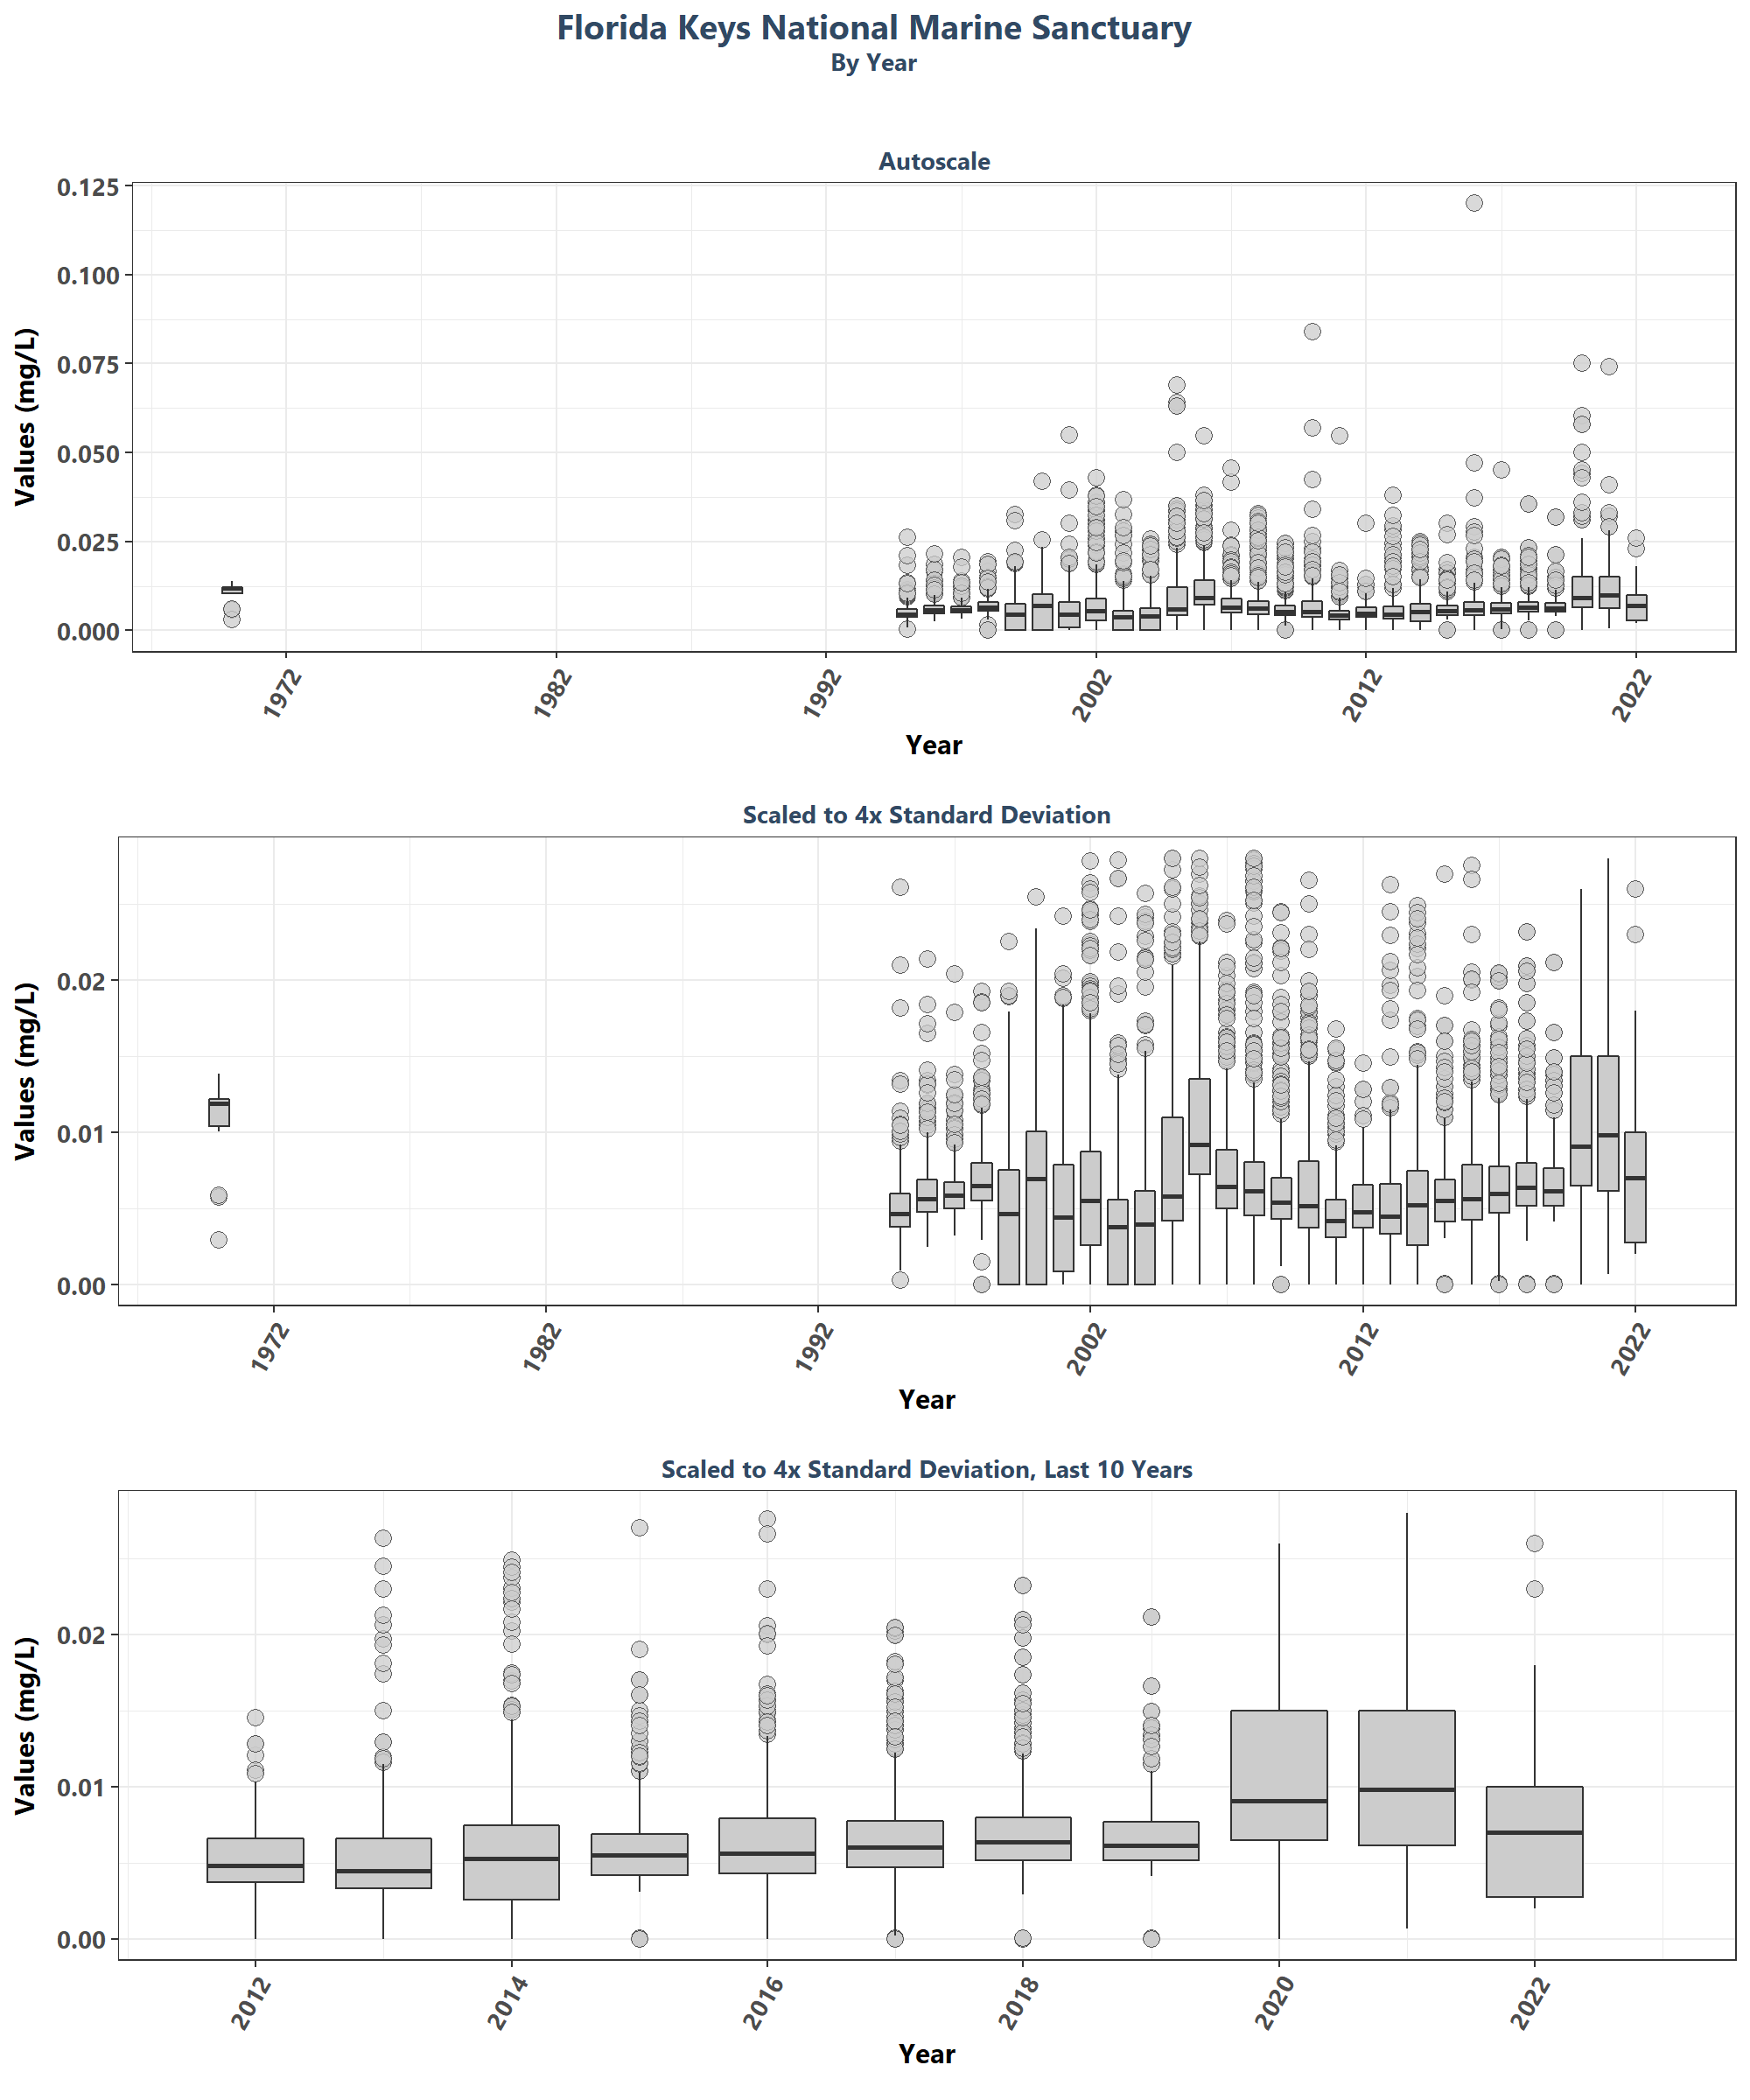 Florida Keys National Marine Sanctuary
By Year
Autoscale
Values (mg/L)
0.125
0.100
0.075
0.050
0.025
0.000
1972
1982
1992
2002
2012
2022
Year
Scaled to 4x Standard Deviation
Values (mg/L)
0.02
0.01
0.00
1972
1982
1992
2002
2012
2022
Year
Scaled to 4x Standard Deviation, Last 10 Years
Values (mg/L)
0.02
0.01
0.00
2012
2014
2016
2018
2020
2022
Year